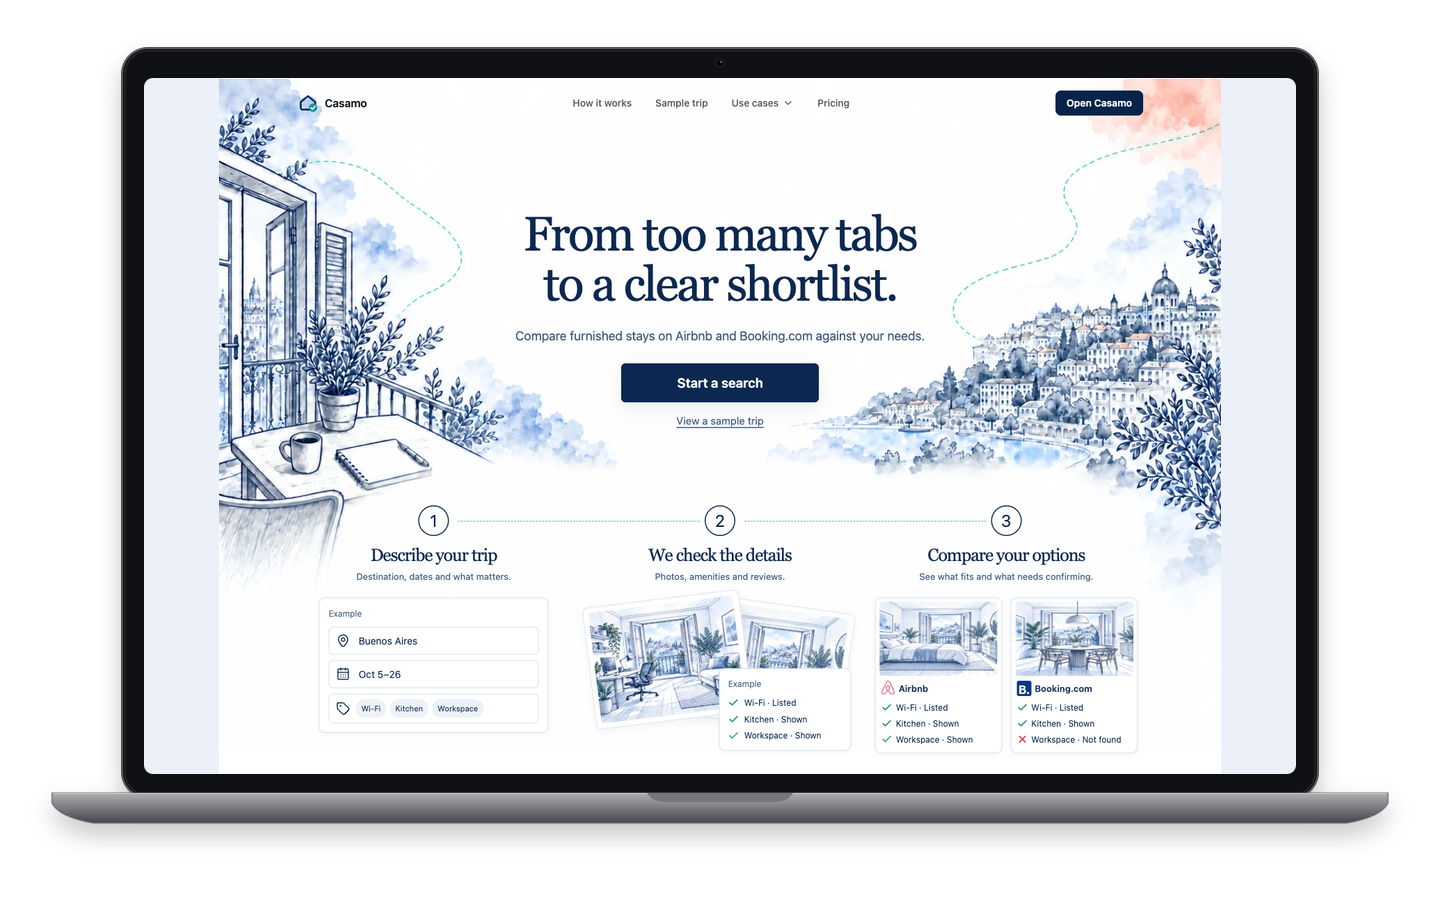 Casamo
How it works
Sample trip
Use cases
Pricing
Open Casamo
From too many tabs
to a clear shortlist.
Compare furnished stays on Airbnb and Booking.com against your needs.
Start a search
View a sample trip
1
2
3
Describe your trip
Destination, dates and what matters.
Example
Buenos Aires
Oct 5–26
Wi-Fi Kitchen Workspace
We check the details
Photos, amenities and reviews.
Example
Wi-Fi · Listed
Kitchen · Shown
Workspace · Shown
Compare your options
See what fits and what needs confirming.
Airbnb
Wi-Fi · Listed
Kitchen · Shown
Workspace · Shown
B.
Booking.com
Wi-Fi · Listed
Kitchen · Shown
Workspace · Not found